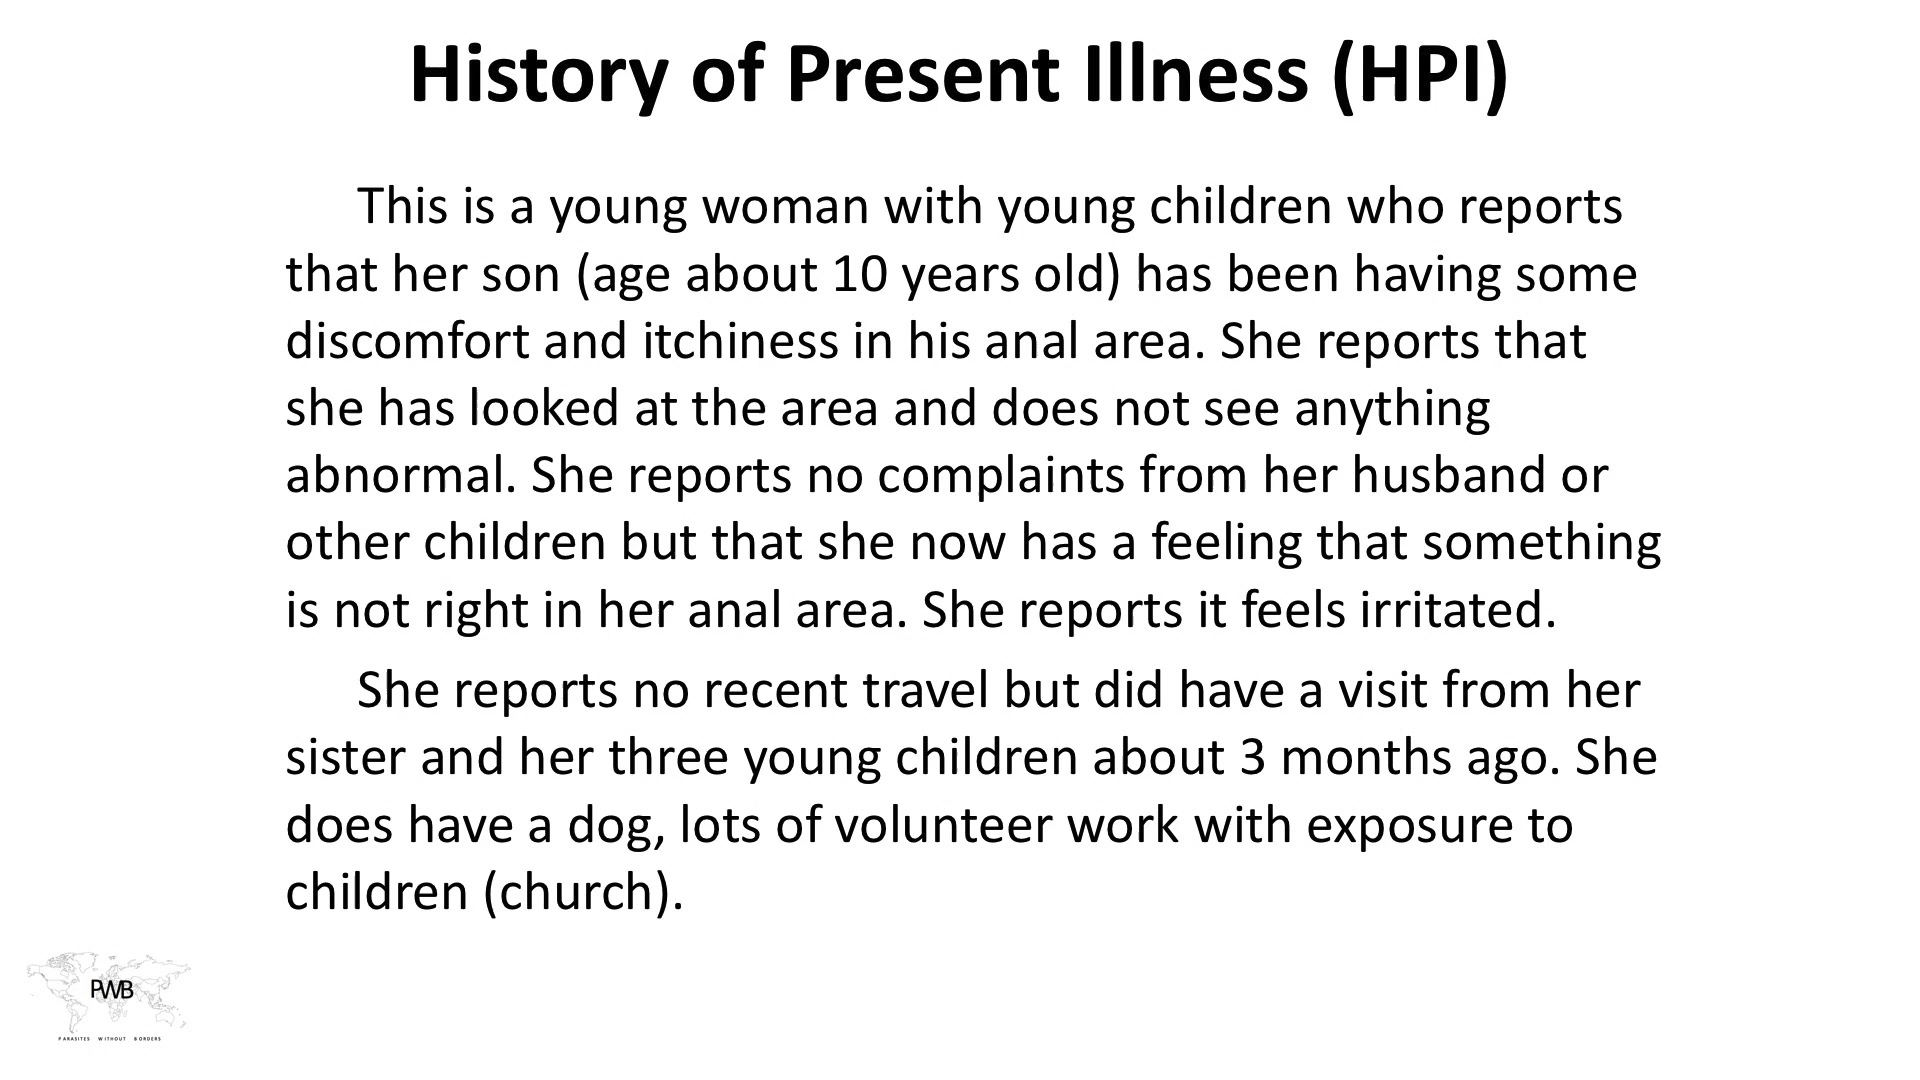 History of Present Illness (HPI)
This is a young woman with young children who reports
that her son (age about 10 years old) has been having some
discomfort and itchiness in his anal area. She reports that
she has looked at the area and does not see anything
abnormal. She reports no complaints from her husband or
other children but that she now has a feeling that something
is not right in her anal area. She reports it feels irritated.
She reports no recent travel but did have a visit from her
sister and her three young children about 3 months ago. She
does have a dog, lots of volunteer work with exposure to
children (church).
PWB
PARASITES WITHOUT BORDERS